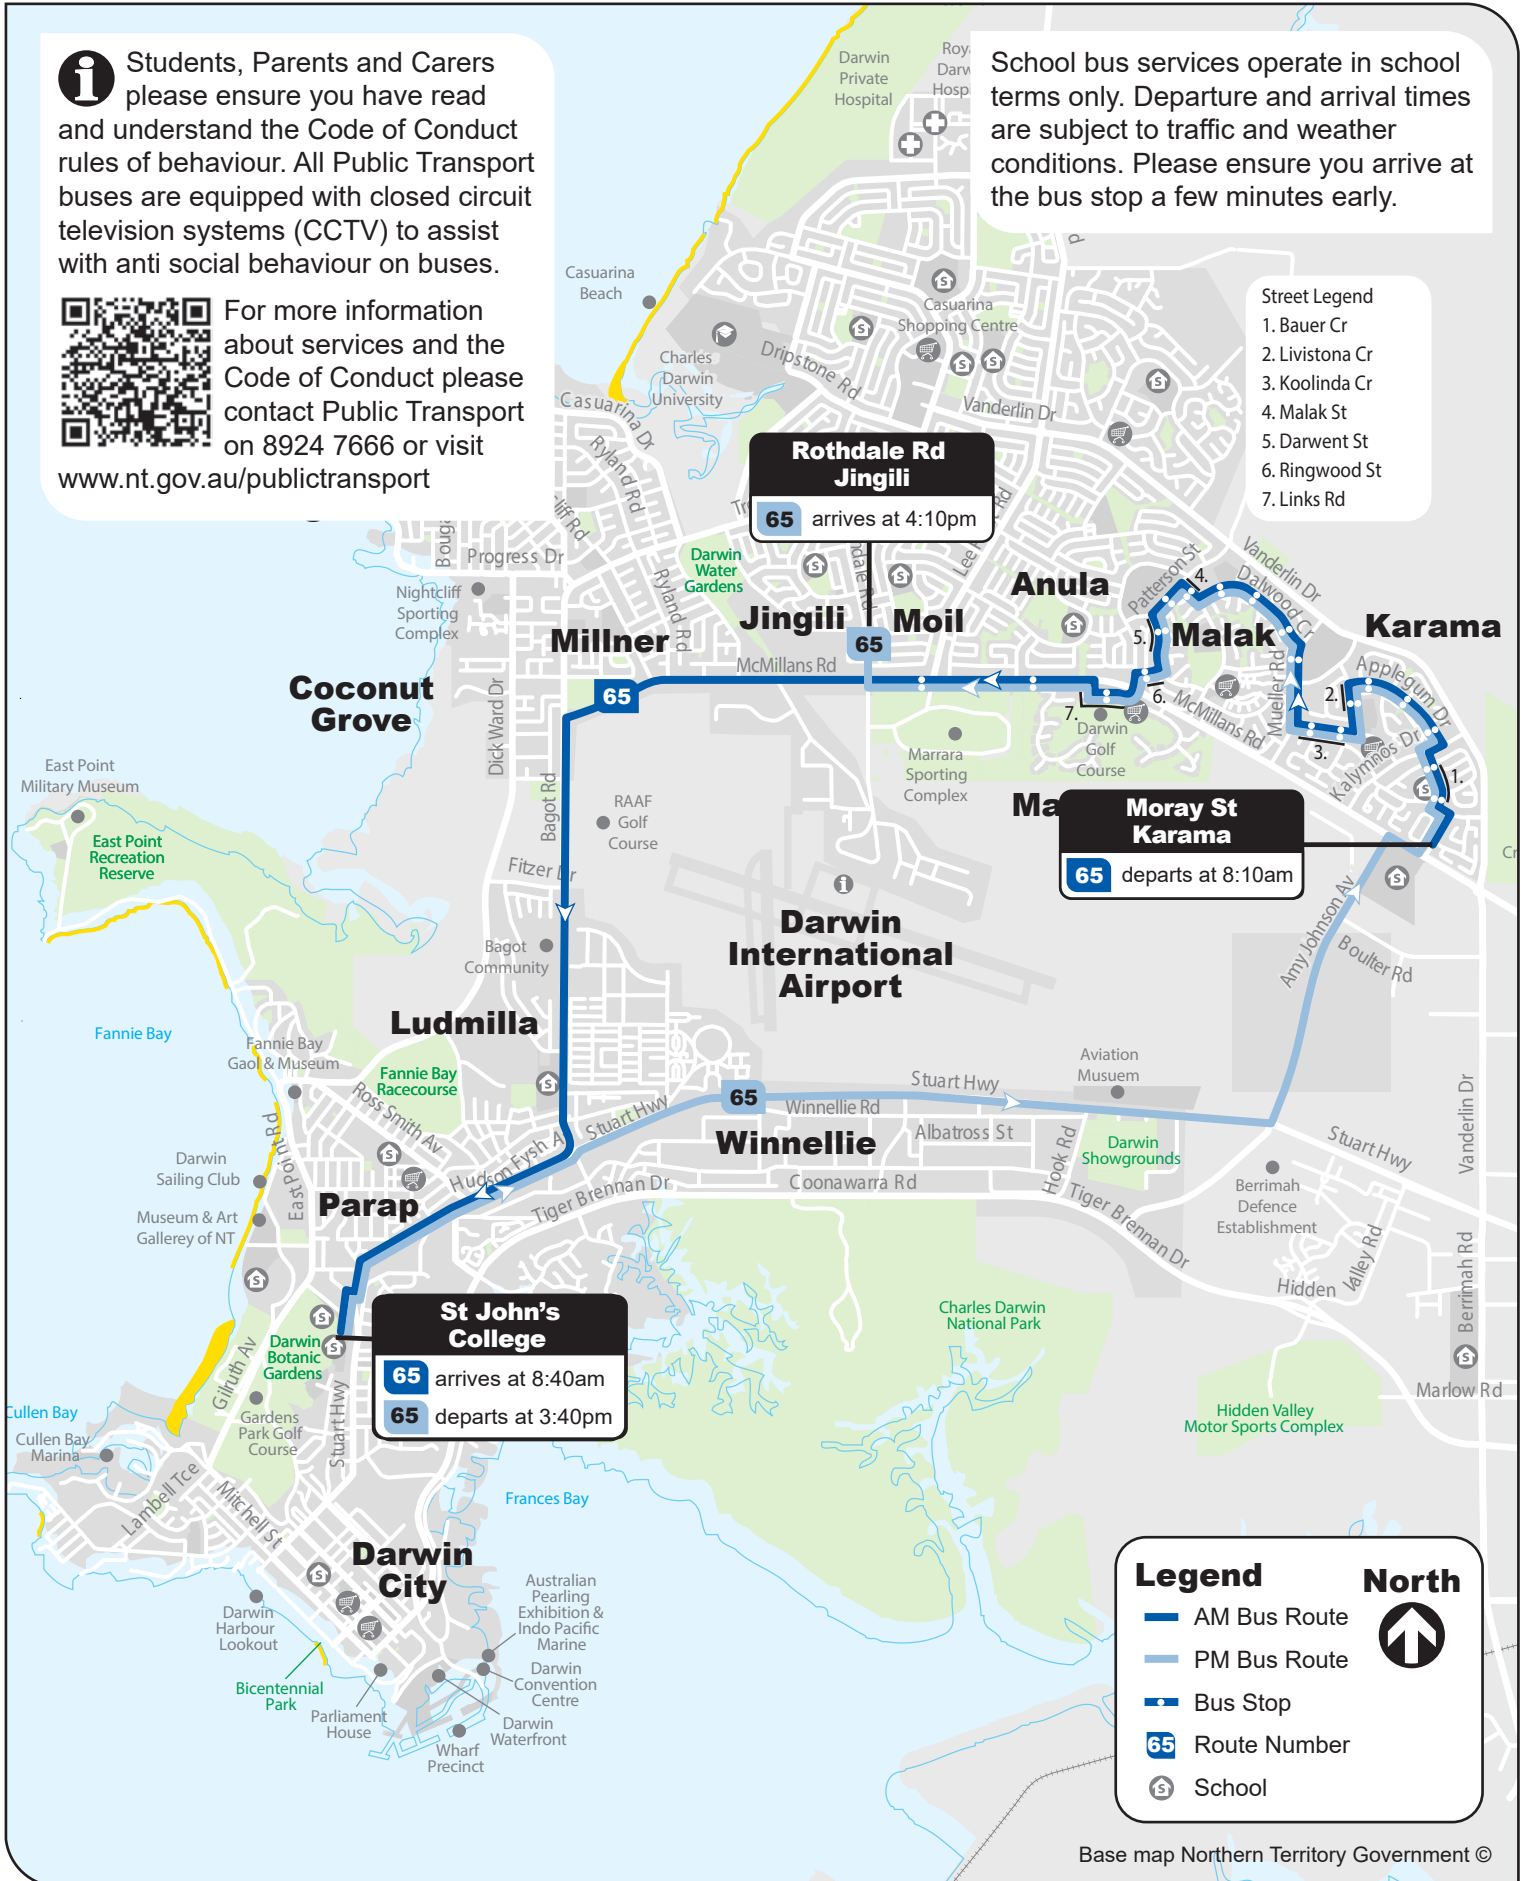 Students, Parents and Carers
please ensure you have read
and understand the Code of Conduct
rules of behaviour. All Public Transport
buses are equipped with closed circuit
television systems (CCTV) to assist
with anti social behaviour on buses.
For more information
about services and the
Code of Conduct please
contact Public Transport
on 8924 7666 or visit
www.nt.gov.au/publictransport
School bus services operate in school
terms only. Departure and arrival times
are subject to traffic and weather
conditions. Please ensure you arrive at
the bus stop a few minutes early.
Street Legend
1. Bauer Cr
2. Livistona Cr
3. Koolinda Cr
4. Malak St
5. Darwent St
6. Ringwood St
7. Links Rd
Darwin
Private
Hospital
Casuarina
Beach
Charles
Darwin
University
Casuarina
Shopping Centre
Dripstone Rd
Vanderlin Dr
Casuarina Dr
Ryland Rd
Rothdale Rd
Jingili
65 arrives at 4:10pm
Progress Dr
Nightcliff
Sporting
Complex
Darwin
Water
Gardens
Ryland Rd
Jingili
65
Moil
Anula
Patterson St
4.
Vanderlin Dr
Dalwood Cr
5.
Malak
Karama
Millner
McMillans Rd
Coconut
Grove
65
Dick Ward Dr
Bagot Rd
6.
7.
McMillans Rd
Mueller Rd
2.
Applegum Dr
3.
Kalymnos Dr
1.
Darwin
Golf
Course
Marrara
Sporting
Complex
Ma
Moray St
Karama
65 departs at 8:10am
East Point
Military Museum
East Point
Recreation
Reserve
RAAF
Golf
Course
Fitzer Dr
Darwin
International
Airport
Amy Johnson Av
Boulter Rd
Bagot
Community
Ludmilla
Fannie Bay
Fannie Bay
Gaol & Museum
Fannie Bay
Racecourse
Ross Smith Av
Stuart Hwy
65
Winnellie Rd
Stuart Hwy
Aviation
Musuem
Winnellie
Albatross St
Hook Rd
Darwin
Showgrounds
Stuart Hwy
Vanderlin Dr
Darwin
Sailing Club
East Point Rd
Hudson Fysh A
Parap
Museum & Art
Gallerey of NT
Tiger Brennan Dr
Coonawarra Rd
Tiger Brennan Dr
Berrimah
Defence
Establishment
Hidden
Valley Rd
Berrimah Rd
St John's
College
65 arrives at 8:40am
65 departs at 3:40pm
Darwin
Botanic
Gardens
Gilruth Av
Gardens
Park Golf
Course
Stuart Hwy
Charles Darwin
National Park
Marlow Rd
Hidden Valley
Motor Sports Complex
Cullen Bay
Cullen Bay
Marina
Lambell Tce
Mitchell St
Frances Bay
Darwin
City
Darwin
Harbour
Lookout
Bicentennial
Park
Parliament
House
Australian
Pearling
Exhibition &
Indo Pacific
Marine
Darwin
Convention
Centre
Darwin
Waterfront
Wharf
Precinct
Legend
North
AM Bus Route
PM Bus Route
Bus Stop
65 Route Number
School
Base map Northern Territory Government ©